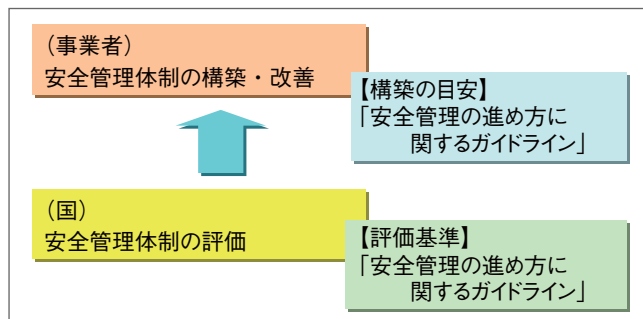 （事業者）
安全管理体制の構築・改善
【構築の目安】
「安全管理の進め方に
関するガイドライン」
（国）
安全管理体制の評価
【評価基準】
「安全管理の進め方に
関するガイドライン」